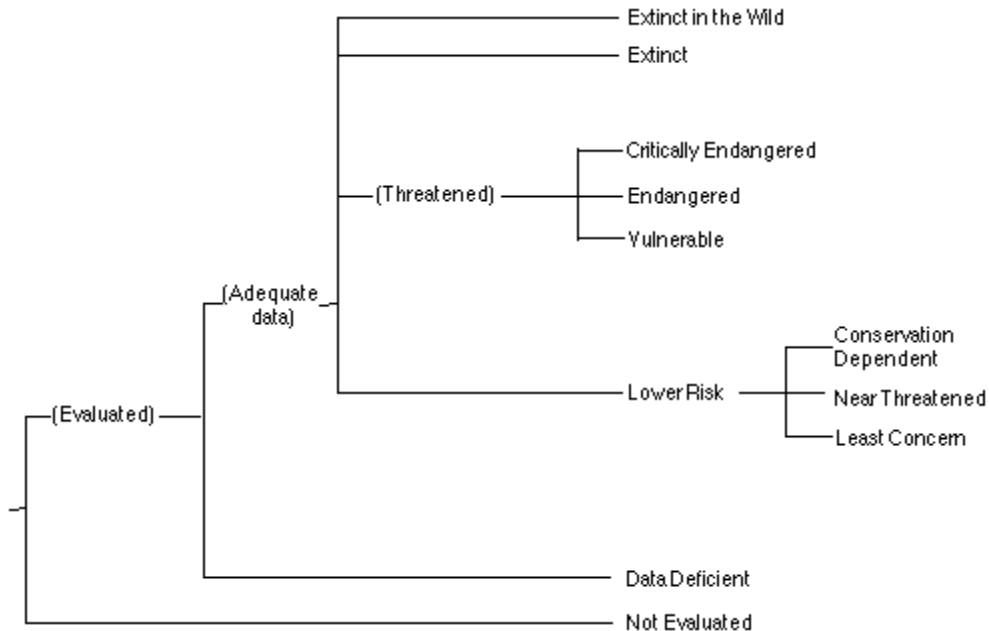 Extinct in the Wild
Extinct
Critically Endangered
(Threatened)
Endangered
Vulnerable
(Adequate
data)
Conservation
Dependent
Lower Risk
Near Threatened
Least Concern
(Evaluated)
Data Deficient
Not Evaluated